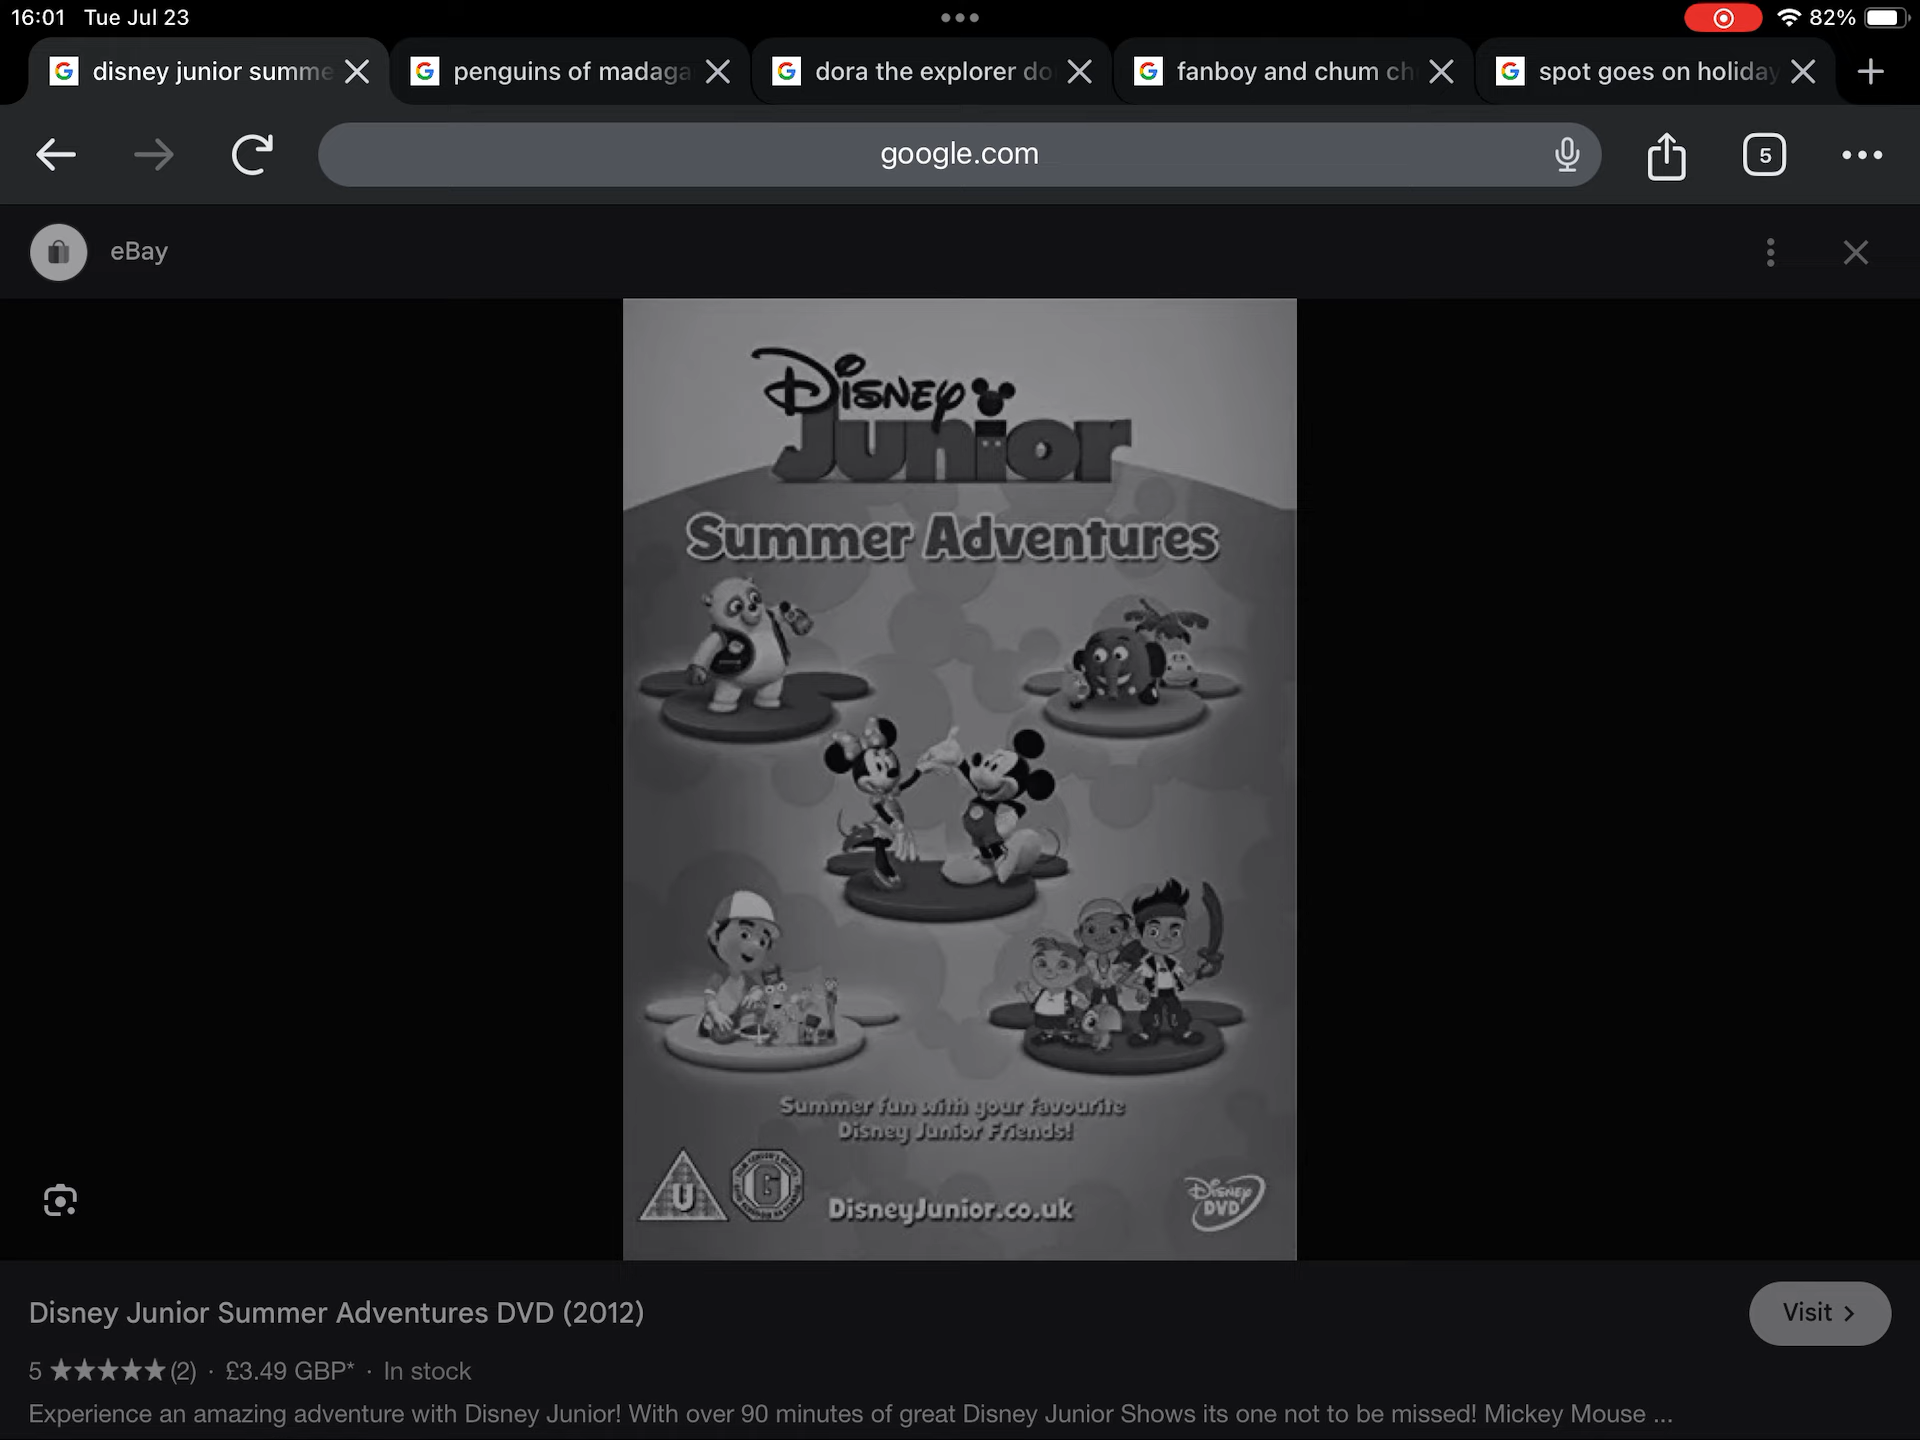 16:01 Tue Jul 23
82%
disney junior summe
penguins of madaga
dora the explorer do
fanboy and chum ch
spot goes on holiday
google.com
5
eBay
Disney
Junior
Summer Adventures
Summer fun with your favourite
Disney Junior Friends!
U
G
DisneyJunior.co.uk
Disney
DVD
Disney Junior Summer Adventures DVD (2012)
Visit
5 ★★★★★ (2) · £3.49 GBP* · In stock
Experience an amazing adventure with Disney Junior! With over 90 minutes of great Disney Junior Shows its one not to be missed! Mickey Mouse ...